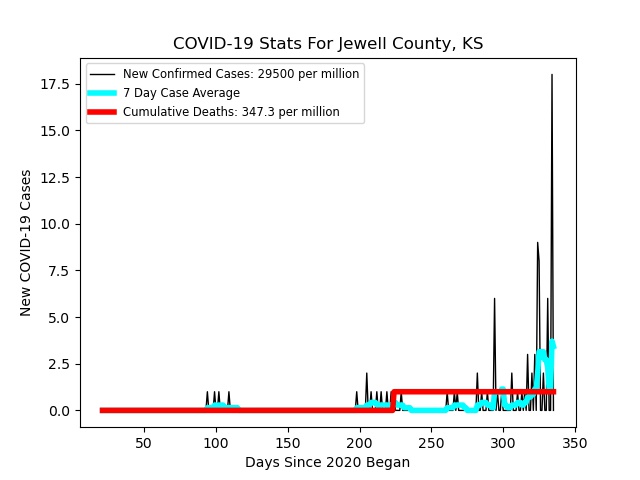 COVID-19 Stats For Jewell County, KS
New Confirmed Cases: 29500 per million
7 Day Case Average
Cumulative Deaths: 347.3 per million
New COVID-19 Cases
17.5
15.0
12.5
10.0
7.5
5.0
2.5
0.0
50 100 150 200 250 300 350
Days Since 2020 Began